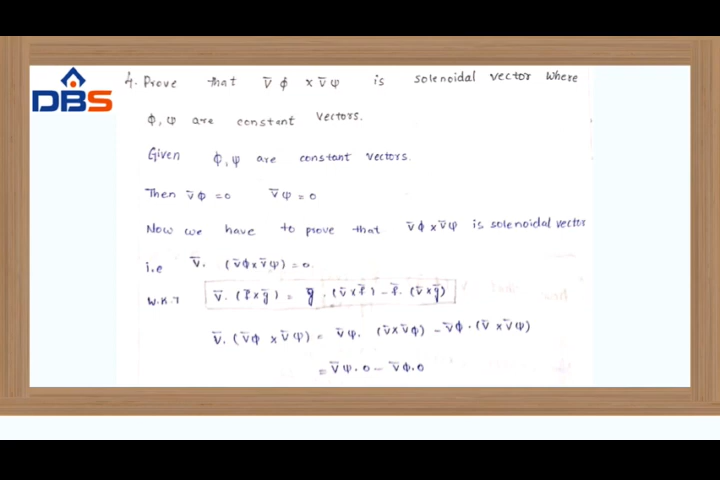 DBS
4. Prove that ∇̄ϕ × ∇̄ψ is solenoidal vector where
ϕ, ψ are constant vectors.
Given ϕ, ψ are constant vectors.
Then ∇̄ϕ = 0 ∇̄ψ = 0
Now we have to prove that ∇̄ϕ × ∇̄ψ is solenoidal vector
i.e ∇̄. (∇̄ϕ × ∇̄ψ) = 0.
W.K.T ∇̄. (f̄ × ḡ) = ḡ. (∇̄ × f̄) − f̄. (∇̄ × ḡ)
∇̄. (∇̄ϕ × ∇̄ψ) = ∇̄ψ. (∇̄ × ∇̄ϕ) − ∇̄ϕ. (∇̄ × ∇̄ψ)
= ∇̄ψ. 0 − ∇̄ϕ. 0